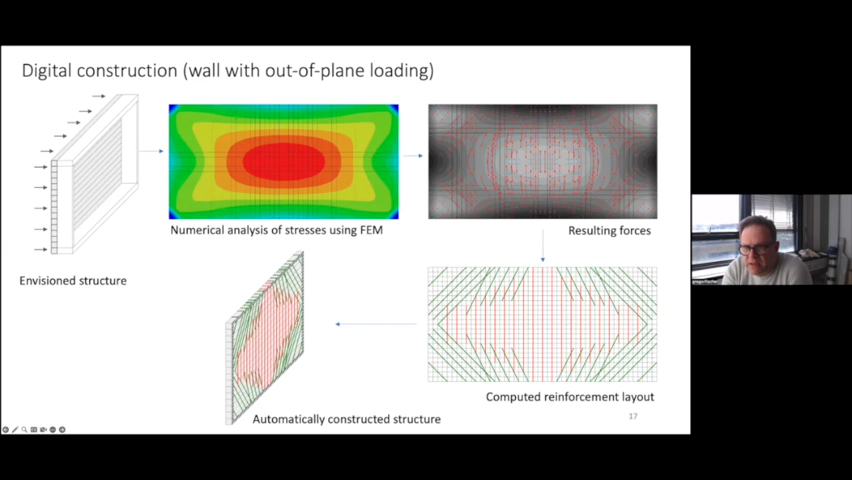 Digital construction (wall with out-of-plane loading)
Numerical analysis of stresses using FEM
Resulting forces
Envisioned structure
Computed reinforcement layout
Automatically constructed structure
17